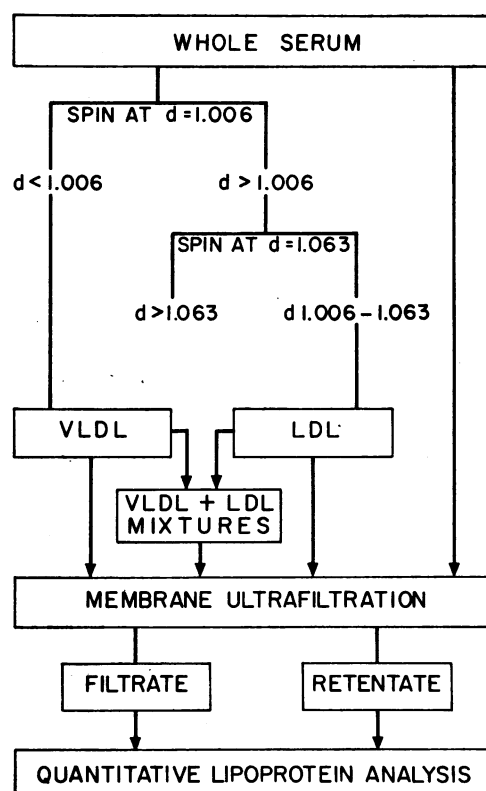 WHOLE SERUM
SPIN AT d=1.006
d<1.006
d>1.006
SPIN AT d=1.063
d>1.063
d 1.006-1.063
VLDL
LDL
VLDL + LDL
MIXTURES
MEMBRANE ULTRAFILTRATION
FILTRATE
RETENTATE
QUANTITATIVE LIPOPROTEIN ANALYSIS